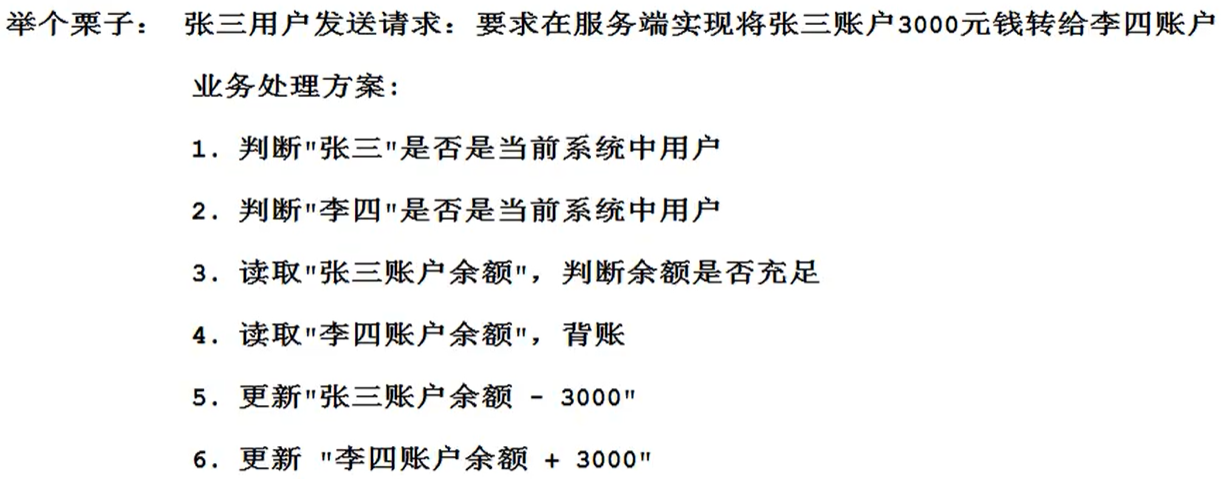 举个栗子： 张三用户发送请求：要求在服务端实现将张三账户3000元钱转给李四账户
业务处理方案:
1. 判断"张三"是否是当前系统中用户
2. 判断"李四"是否是当前系统中用户
3. 读取"张三账户余额"，判断余额是否充足
4. 读取"李四账户余额"，背账
5. 更新"张三账户余额 - 3000"
6. 更新 "李四账户余额 + 3000"